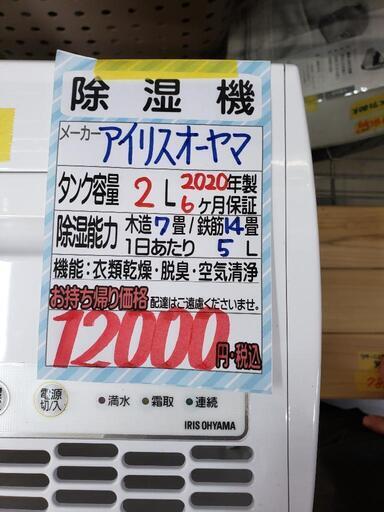 除湿機
メーカー アイリスオーヤマ
タンク容量 2L 2020年製 6ヶ月保証
除湿能力 木造7畳/鉄筋14畳
1日あたり 5L
機能:衣類乾燥・脱臭・空気清浄
お持ち帰り価格 配達はご遠慮くださいませ。
12000円・税込
電源 切/入 満水 霜取 連続
IRIS OHYAMA